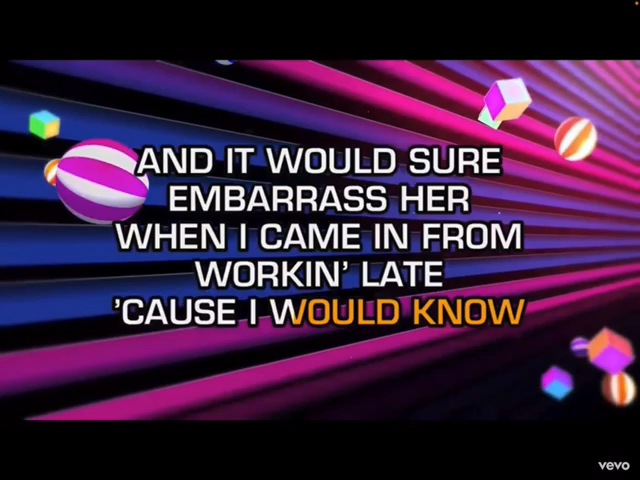 AND IT WOULD SURE
EMBARRASS HER
WHEN I CAME IN FROM
WORKIN' LATE
'CAUSE I WOULD KNOW
vevo